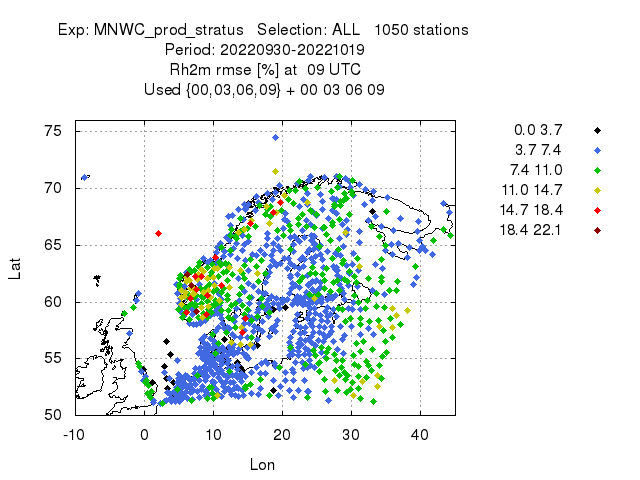 Exp: MNWC_prod_stratus   Selection: ALL   1050 stations
Period: 20220930-20221019
Rh2m rmse [%] at  09 UTC
Used {00,03,06,09} + 00 03 06 09
0.0 3.7
3.7 7.4
7.4 11.0
11.0 14.7
14.7 18.4
18.4 22.1
75
70
65
60
55
50
Lat
-10 0 10 20 30 40
Lon